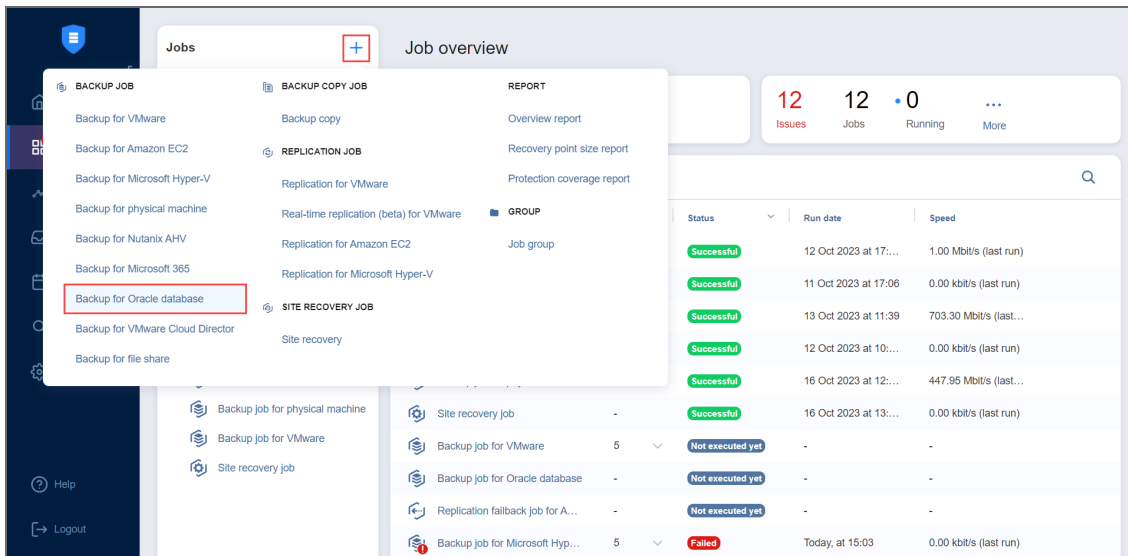 Jobs
Job overview
BACKUP JOB
Backup for VMware
Backup for Amazon EC2
Backup for Microsoft Hyper-V
Backup for physical machine
Backup for Nutanix AHV
Backup for Microsoft 365
Backup for Oracle database
Backup for VMware Cloud Director
Backup for file share
BACKUP COPY JOB
Backup copy
REPLICATION JOB
Replication for VMware
Real-time replication (beta) for VMware
Replication for Amazon EC2
Replication for Microsoft Hyper-V
SITE RECOVERY JOB
Site recovery
REPORT
Overview report
Recovery point size report
Protection coverage report
GROUP
Job group
12 12 0 ...
Issues Jobs Running More
Status Run date Speed
Successful 12 Oct 2023 at 17:... 1.00 Mbit/s (last run)
Successful 11 Oct 2023 at 17:06 0.00 kbit/s (last run)
Successful 13 Oct 2023 at 11:39 703.30 Mbit/s (last...
Successful 12 Oct 2023 at 10:... 0.00 kbit/s (last run)
Successful 16 Oct 2023 at 12:... 447.95 Mbit/s (last...
Site recovery job - Successful 16 Oct 2023 at 13:... 0.00 kbit/s (last run)
Backup job for VMware 5 Not executed yet - -
Backup job for Oracle database - Not executed yet - -
Replication failback job for A... - Not executed yet - -
Backup job for Microsoft Hyp... 5 Failed Today, at 15:03 0.00 kbit/s (last run)
Backup job for physical machine
Backup job for VMware
Site recovery job
Help
Logout